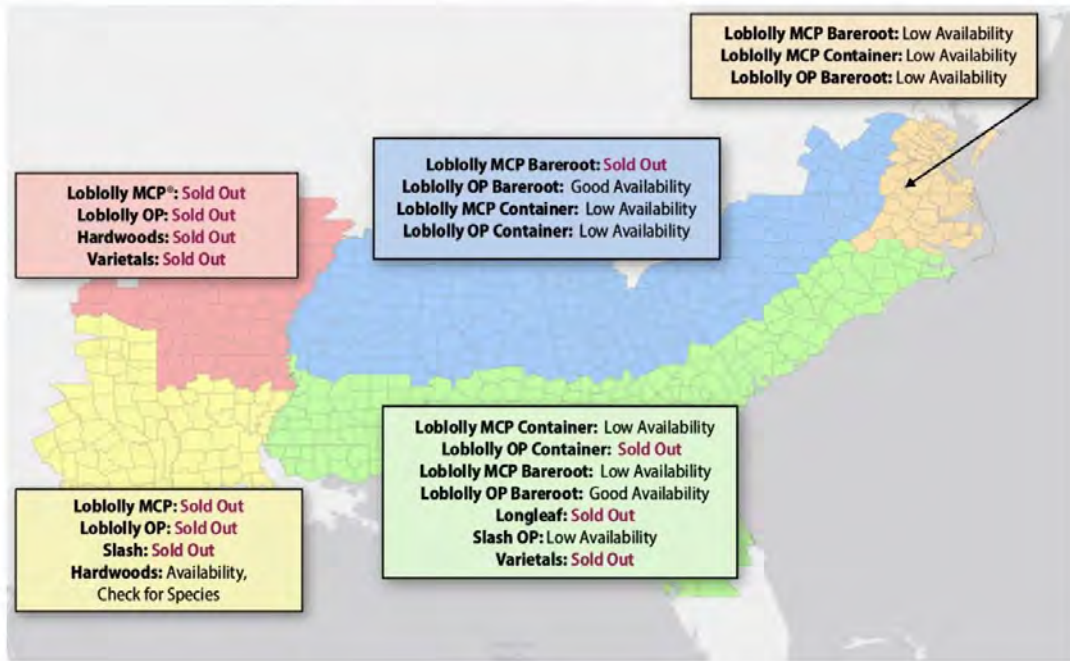 Loblolly MCP Bareroot: Low Availability
Loblolly MCP Container: Low Availability
Loblolly OP Bareroot: Low Availability
Loblolly MCP Bareroot: Sold Out
Loblolly OP Bareroot: Good Availability
Loblolly MCP Container: Low Availability
Loblolly OP Container: Low Availability
Loblolly MCP®: Sold Out
Loblolly OP: Sold Out
Hardwoods: Sold Out
Varietals: Sold Out
Loblolly MCP Container: Low Availability
Loblolly OP Container: Sold Out
Loblolly MCP Bareroot: Low Availability
Loblolly OP Bareroot: Good Availability
Longleaf: Sold Out
Slash OP: Low Availability
Varietals: Sold Out
Loblolly MCP: Sold Out
Loblolly OP: Sold Out
Slash: Sold Out
Hardwoods: Availability,
Check for Species